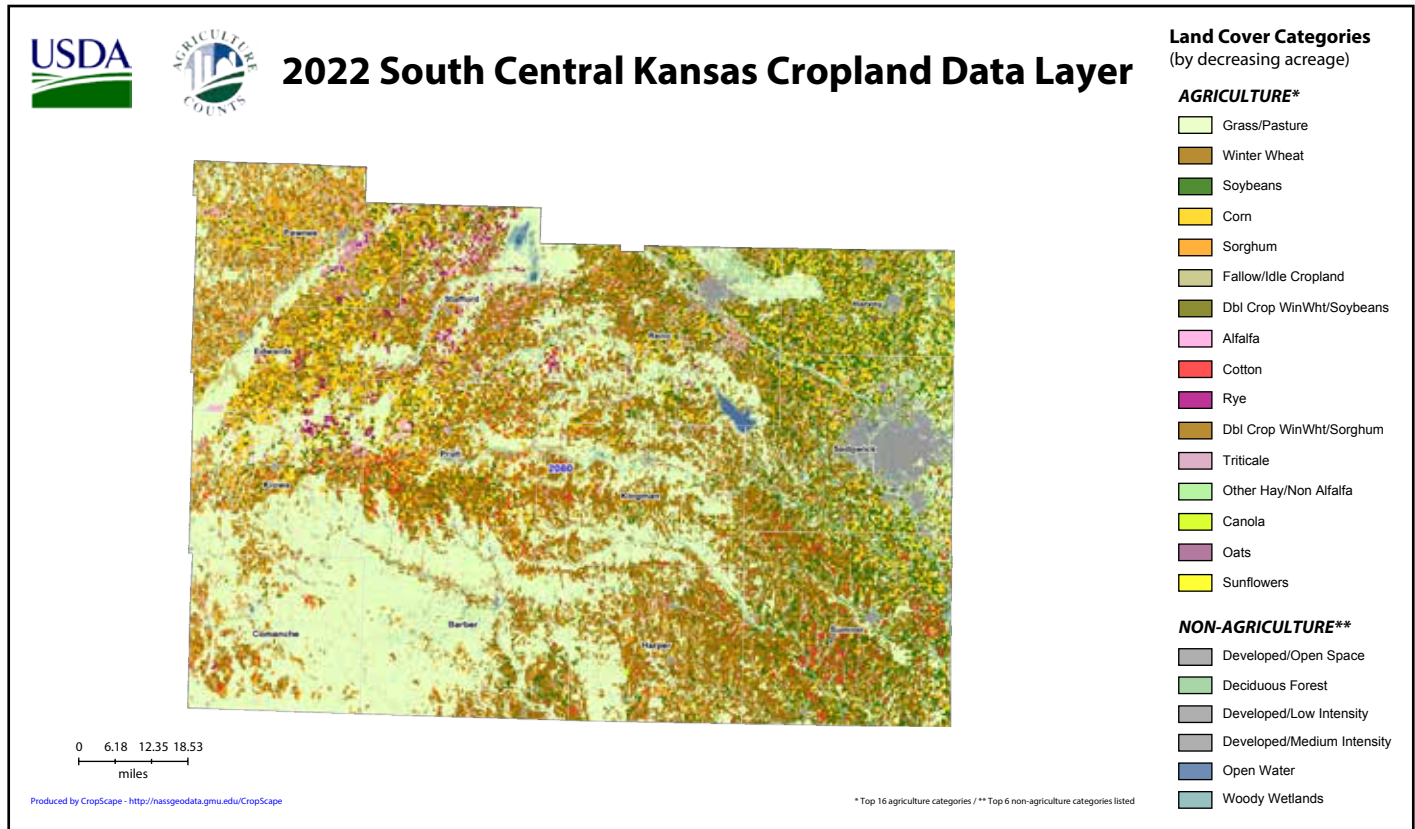 USDA
AGRICULTURE
COUNTS
2022 South Central Kansas Cropland Data Layer
Land Cover Categories
(by decreasing acreage)
AGRICULTURE*
Grass/Pasture
Winter Wheat
Soybeans
Corn
Sorghum
Fallow/Idle Cropland
Dbl Crop WinWht/Soybeans
Alfalfa
Cotton
Rye
Dbl Crop WinWht/Sorghum
Triticale
Other Hay/Non Alfalfa
Canola
Oats
Sunflowers
NON-AGRICULTURE**
Developed/Open Space
Deciduous Forest
Developed/Low Intensity
Developed/Medium Intensity
Open Water
Woody Wetlands
Pawnee
Stafford
Harvey
Reno
Edwards
Sedgwick
Pratt
2060
Kiowa
Kingman
Comanche
Barber
Sumner
Harper
0 6.18 12.35 18.53
miles
Produced by CropScape - http://nassgeodata.gmu.edu/CropScape
* Top 16 agriculture categories / ** Top 6 non-agriculture categories listed